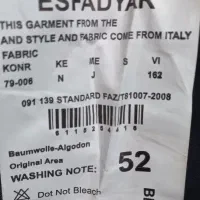 ESFADYAR
THIS GARMENT FROM THE
AND STYLE AND FABRIC COME FROM ITALY
FABRIC
KONR KE ME S VI
79-006 N J 162
091 139 STANDARD FAZ/T81007-2008
Baumwolle-Algodon
Original Area
WASHING NOTE: 52
Dot Not Bleach